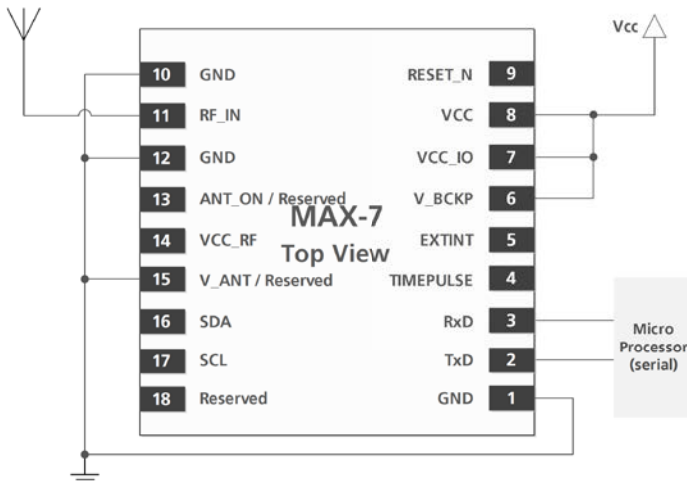 Vcc
10 GND RESET_N 9
11 RF_IN VCC 8
12 GND VCC_IO 7
13 ANT_ON / Reserved V_BCKP 6
MAX-7
14 VCC_RF EXTINT 5
Top View
15 V_ANT / Reserved TIMEPULSE 4
16 SDA RxD 3
17 SCL TxD 2
18 Reserved GND 1
Micro
Processor
(serial)